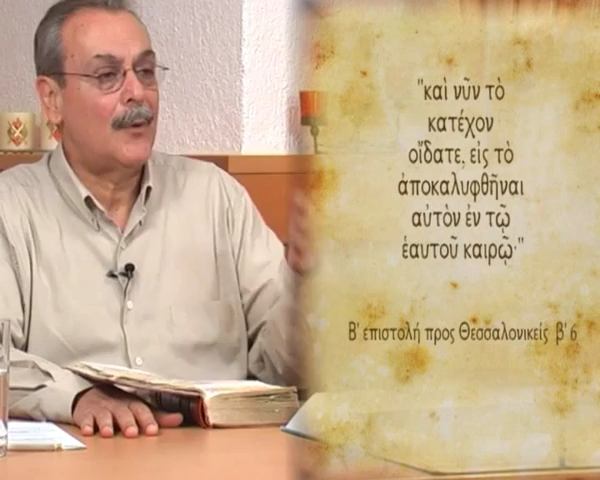 "καὶ νῦν τὸ
κατέχον
οἴδατε, εἰς τὸ
ἀποκαλυφθῆναι
αὐτὸν ἐν τῷ
ἑαυτοῦ καιρῷ·"
Β' επιστολή προς Θεσσαλονικείς β' 6